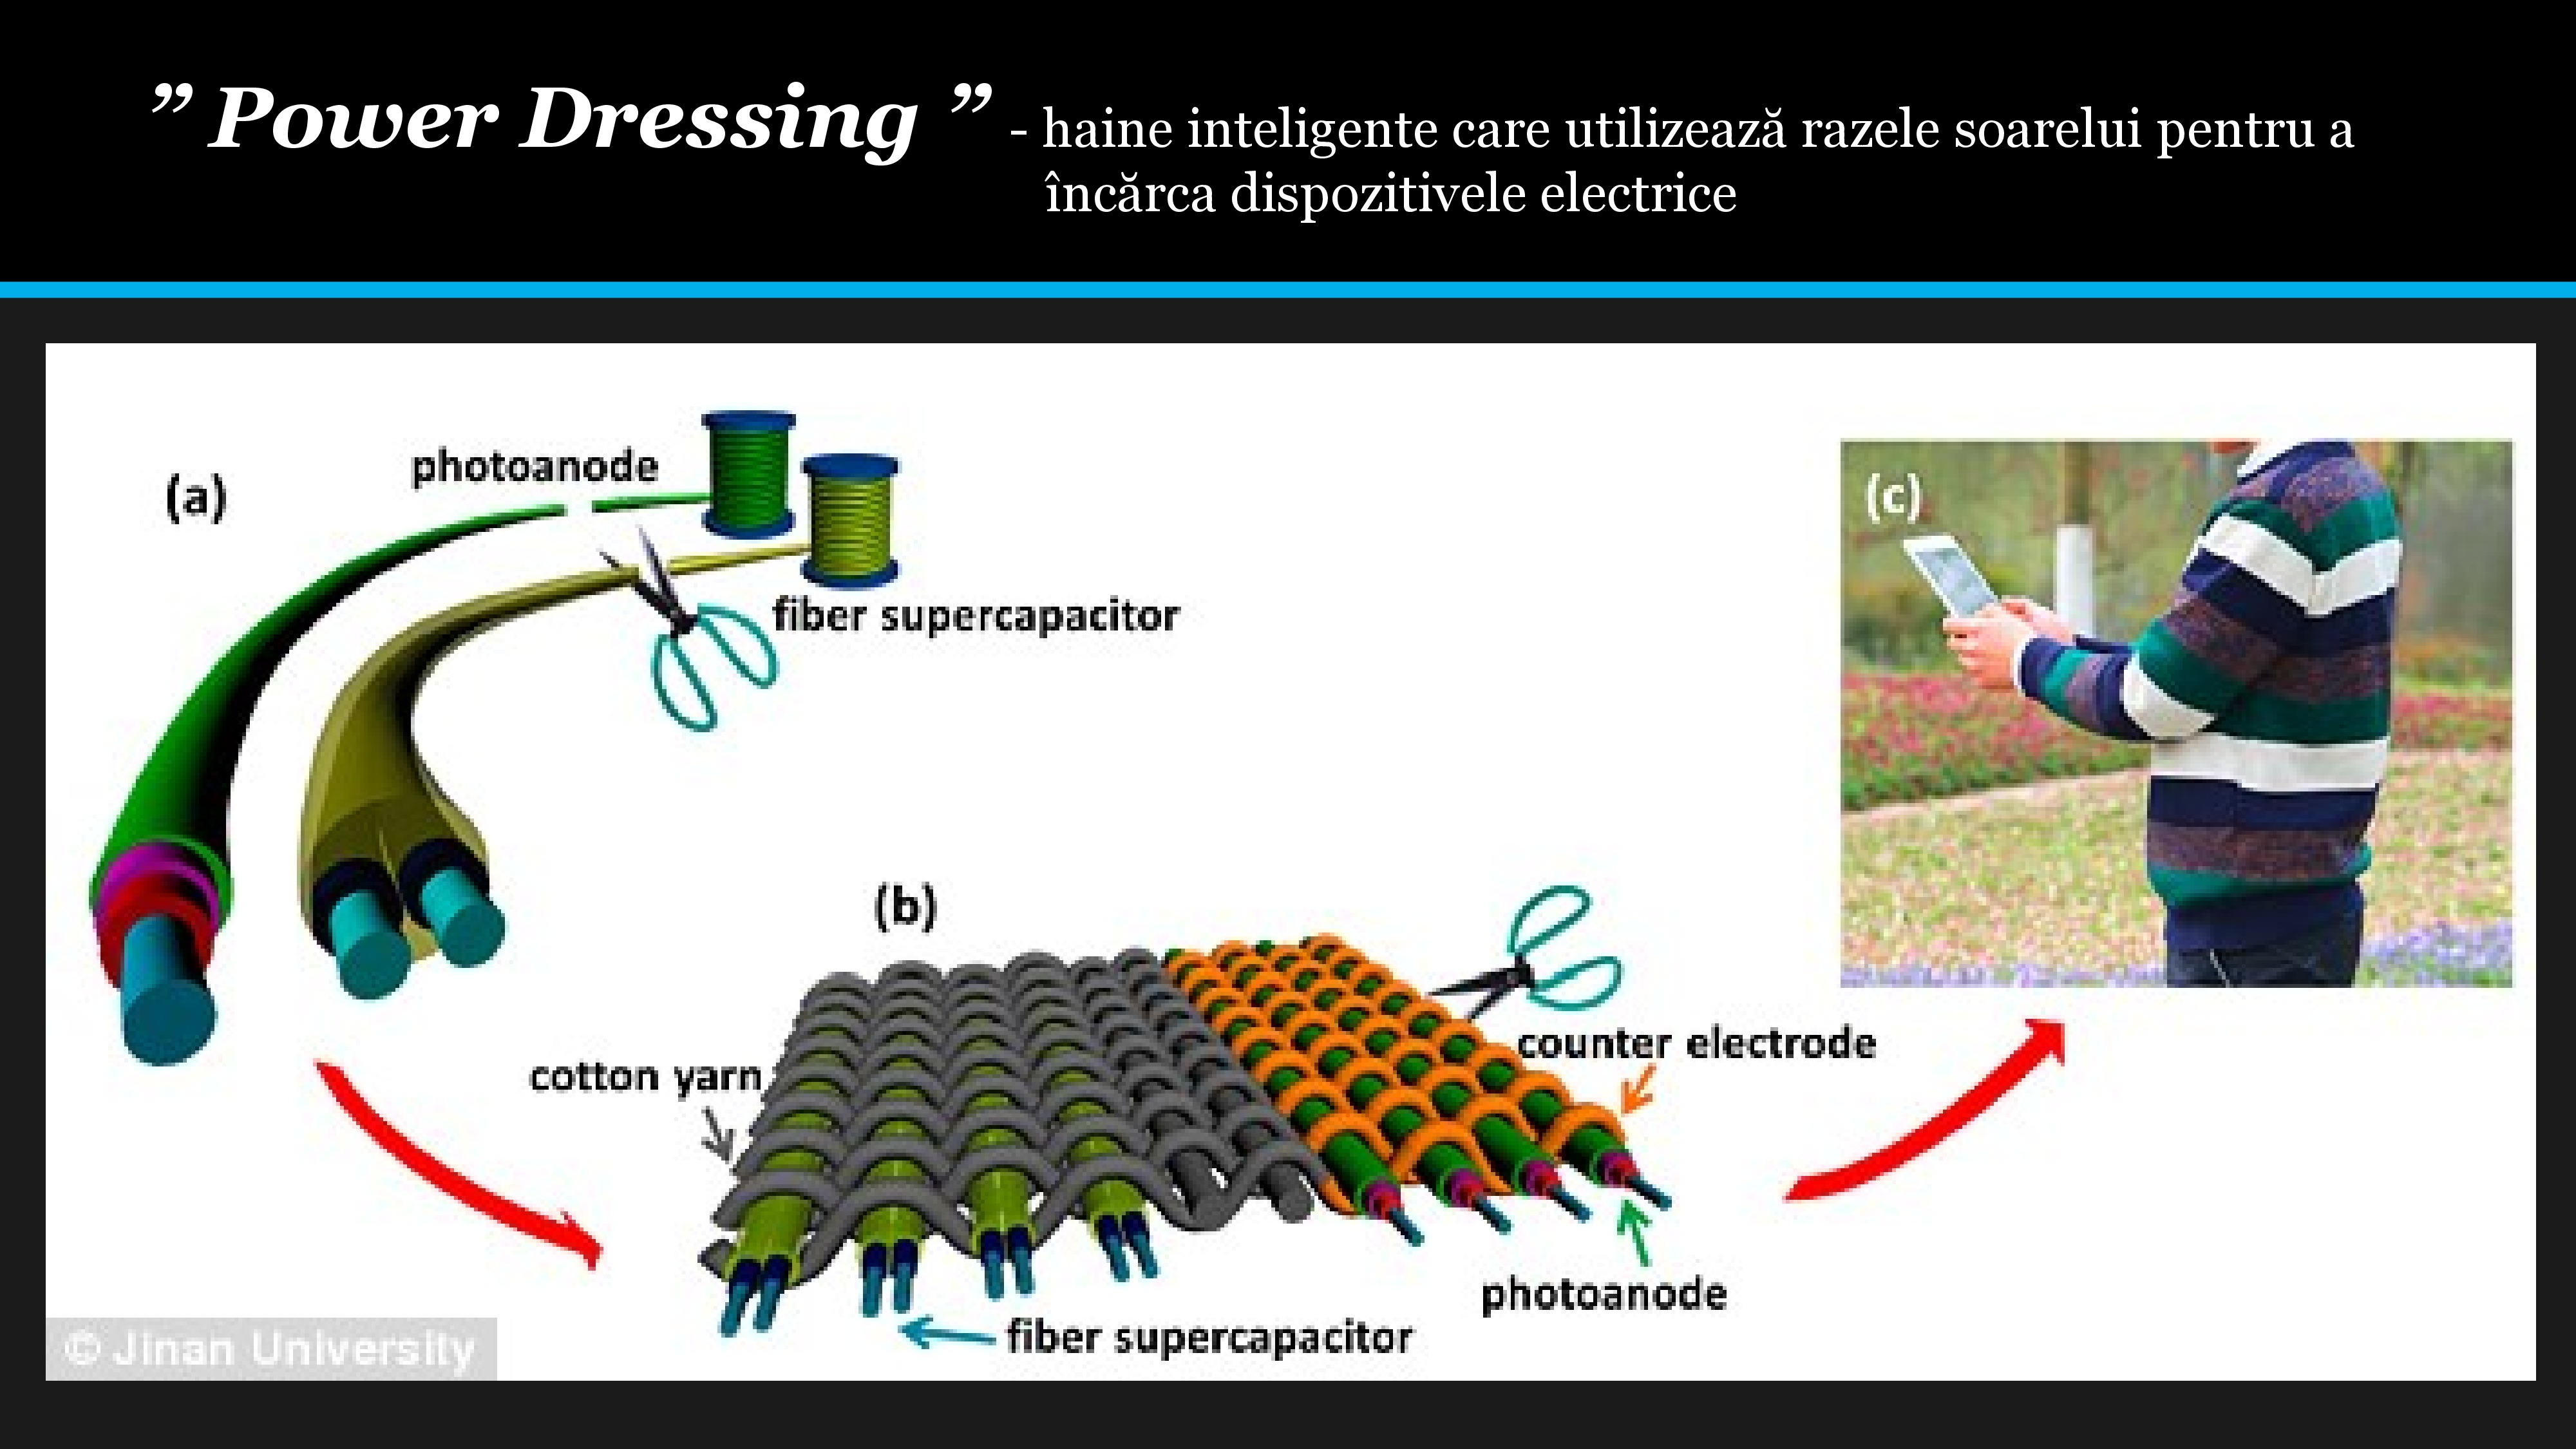 ” Power Dressing ” - haine inteligente care utilizează razele soarelui pentru a
încărca dispozitivele electrice
(a)
photoanode
fiber supercapacitor
(c)
(b)
cotton yarn
counter electrode
photoanode
fiber supercapacitor
© Jinan University